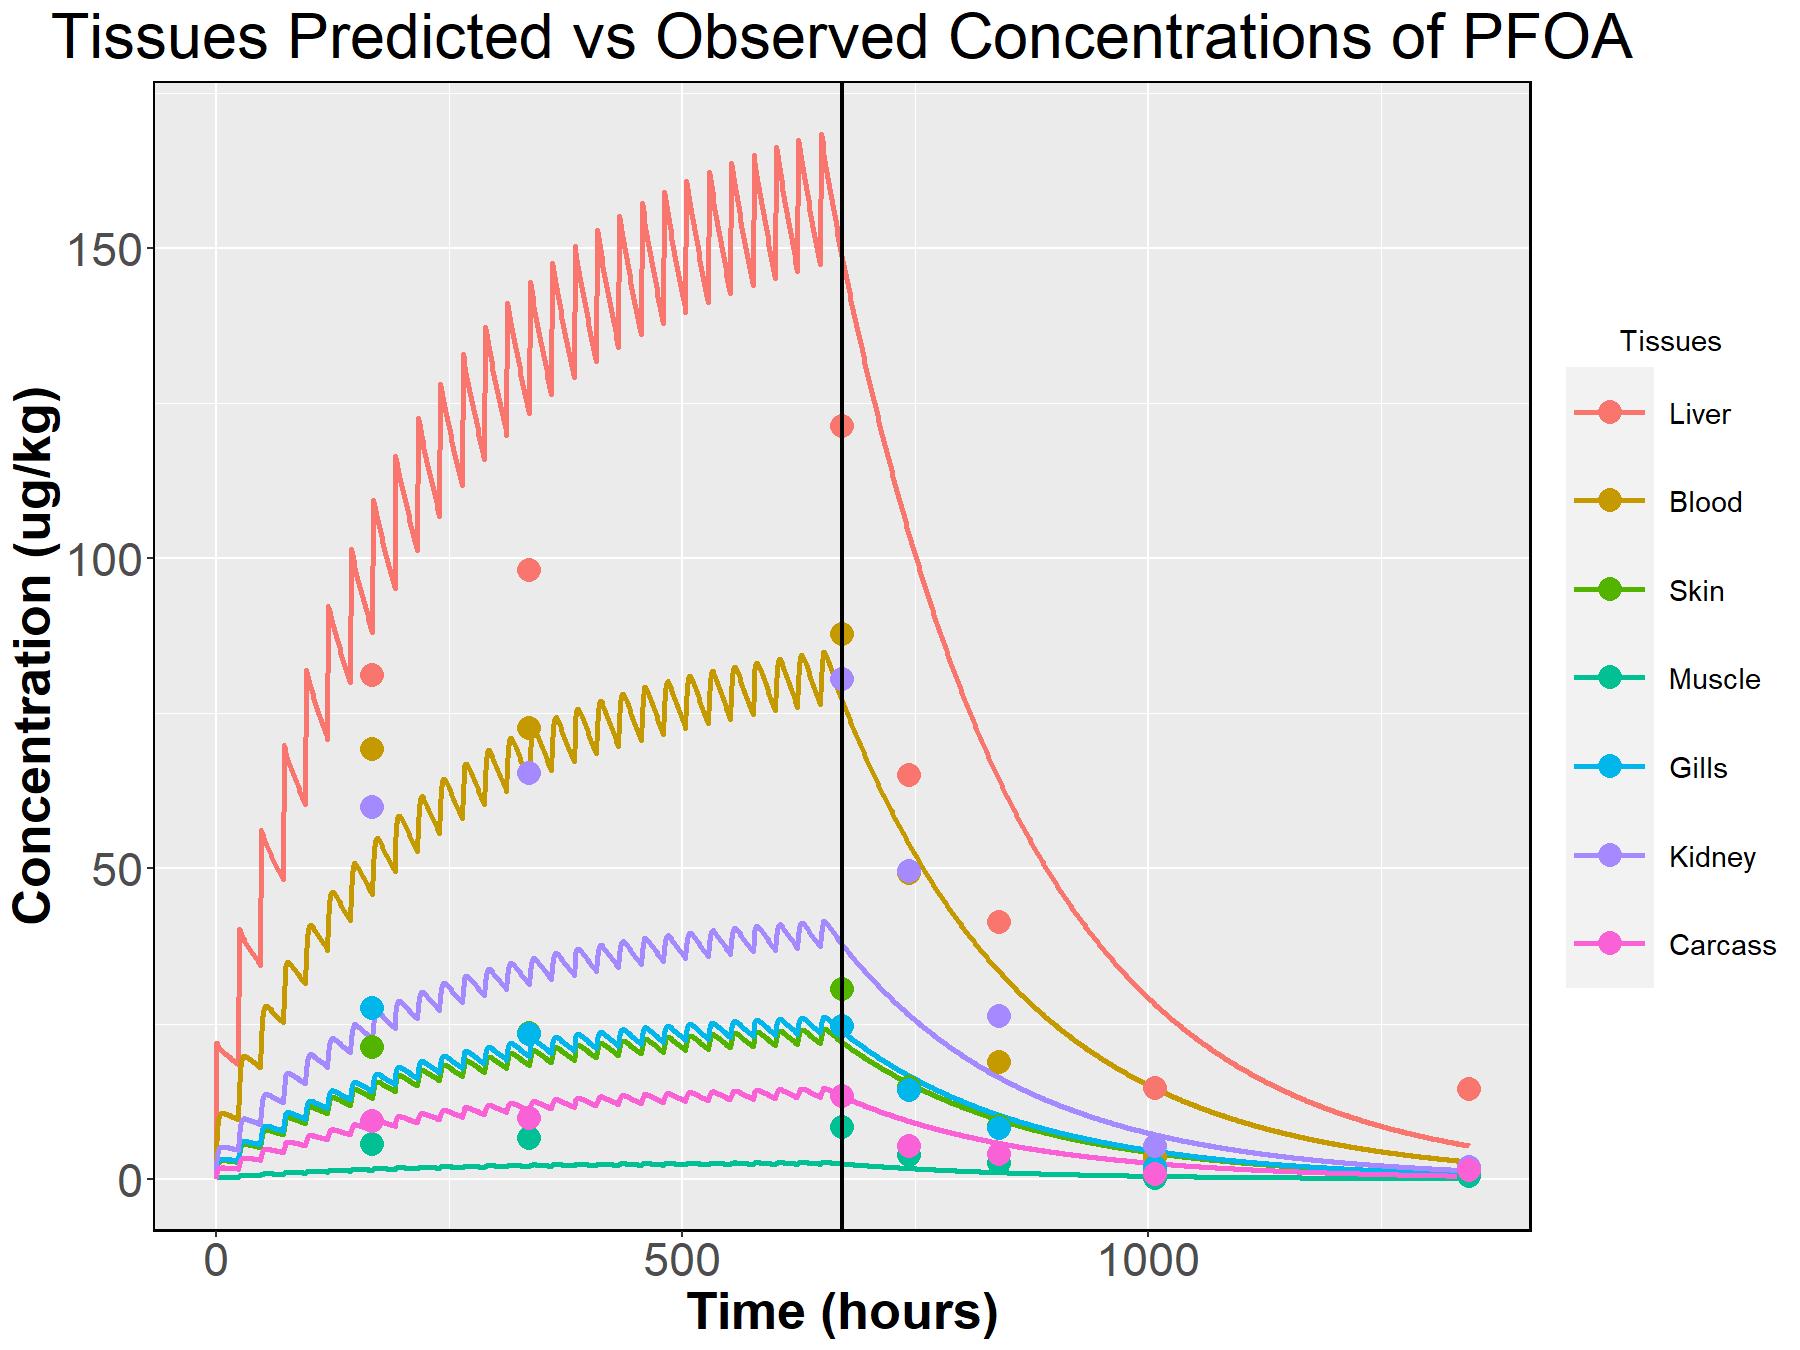 Tissues Predicted vs Observed Concentrations of PFOA
Concentration (ug/kg)
150
100
50
0
0
500
1000
Time (hours)
Tissues
Liver
Blood
Skin
Muscle
Gills
Kidney
Carcass